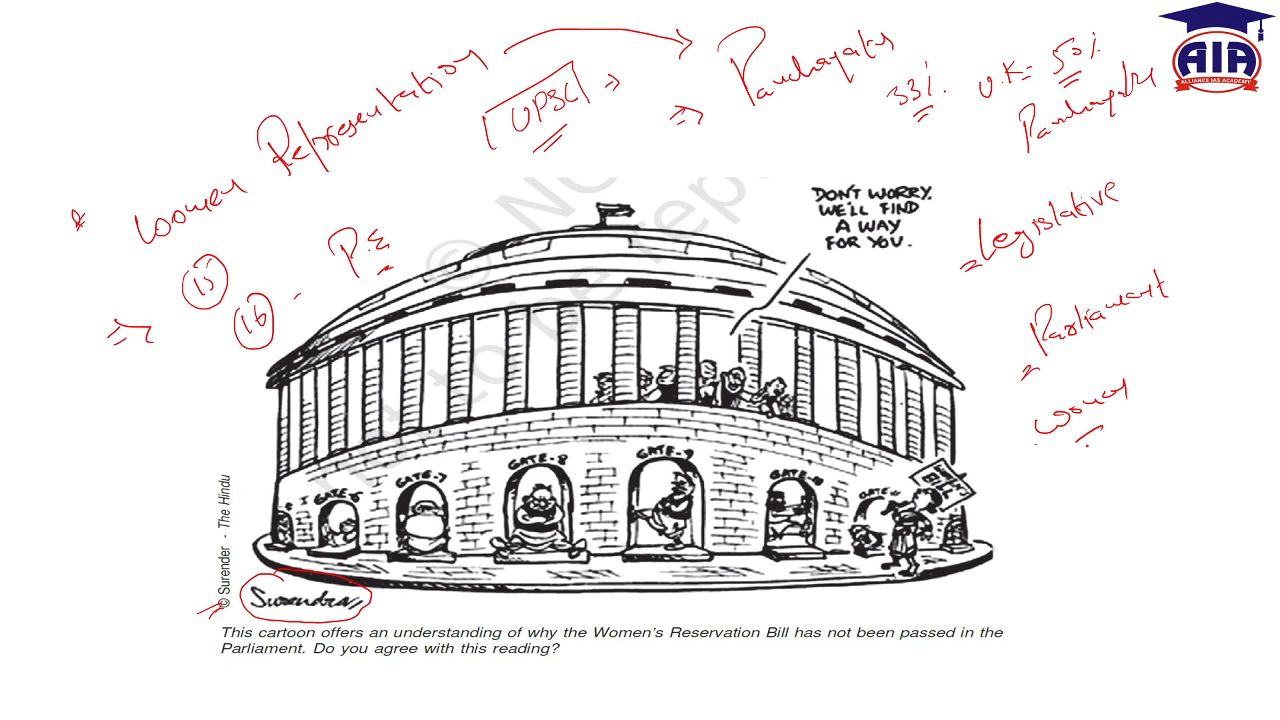 AIA
ALLIANCE IAS ACADEMY
* Women Representation
UPSC
Panchayats
33%
U.K = 50%
Panchayats
15
16 - P.E
Legislative
Parliament
Women
DON'T WORRY.
WE'LL FIND
A WAY
FOR YOU.
GATE-6
GATE-7
GATE-8
GATE-9
BILL
© Surender - The Hindu
Surendra
This cartoon offers an understanding of why the Women's Reservation Bill has not been passed in the
Parliament. Do you agree with this reading?